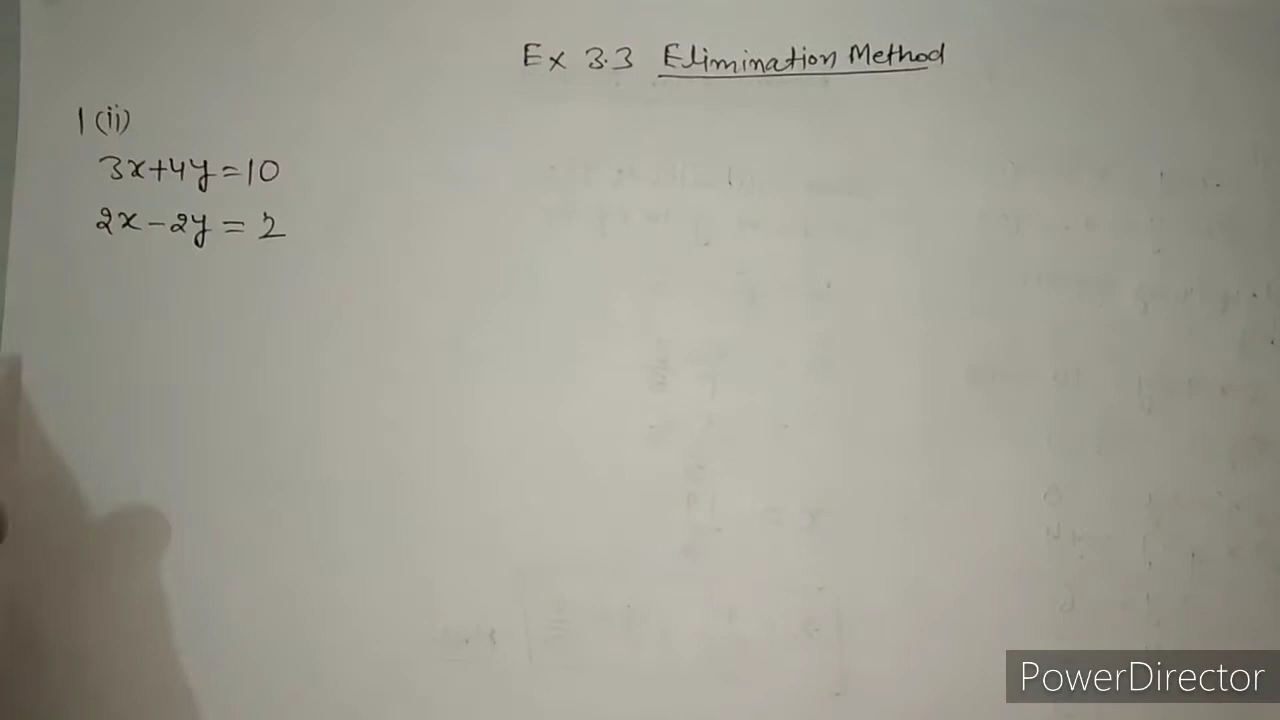 Ex 3.3 Elimination Method
1 (ii)
3x+4y=10
2x-2y=2
PowerDirector